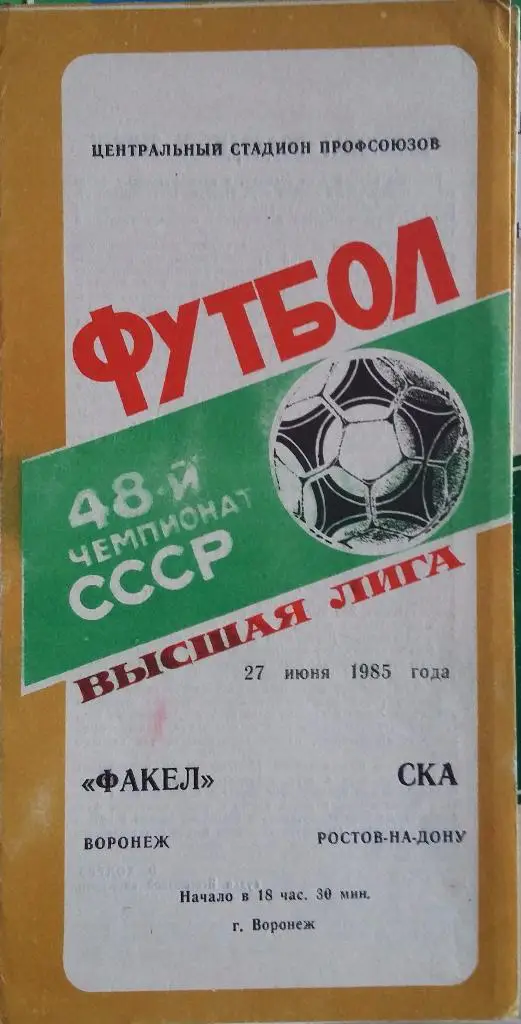 ЦЕНТРАЛЬНЫЙ СТАДИОН ПРОФСОЮЗОВ
ФУТБОЛ
48-Й
ЧЕМПИОНАТ
СССР
ВЫСШАЯ ЛИГА
27 июня 1985 года
«ФАКЕЛ» СКА
ВОРОНЕЖ РОСТОВ-НА-ДОНУ
Начало в 18 час. 30 мин.
г. Воронеж